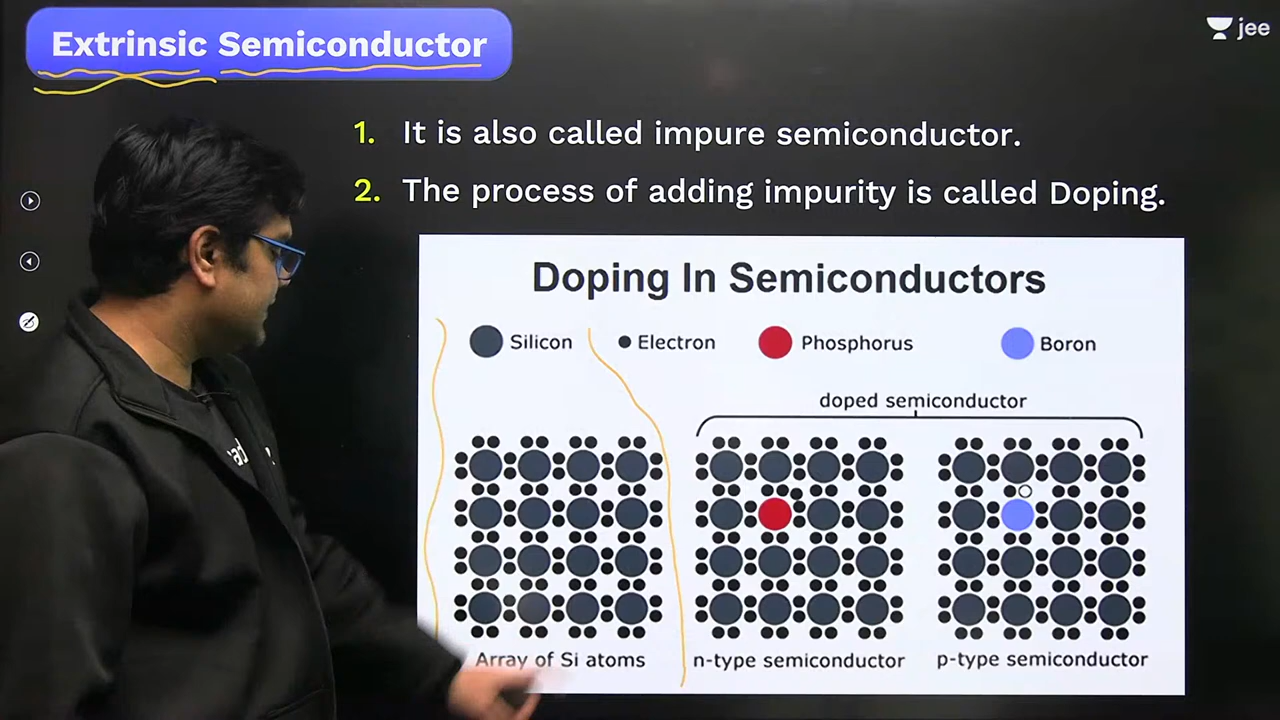 Extrinsic Semiconductor
jee
1. It is also called impure semiconductor.
2. The process of adding impurity is called Doping.
Doping In Semiconductors
Silicon Electron Phosphorus Boron
doped semiconductor
Array of Si atoms n-type semiconductor p-type semiconductor